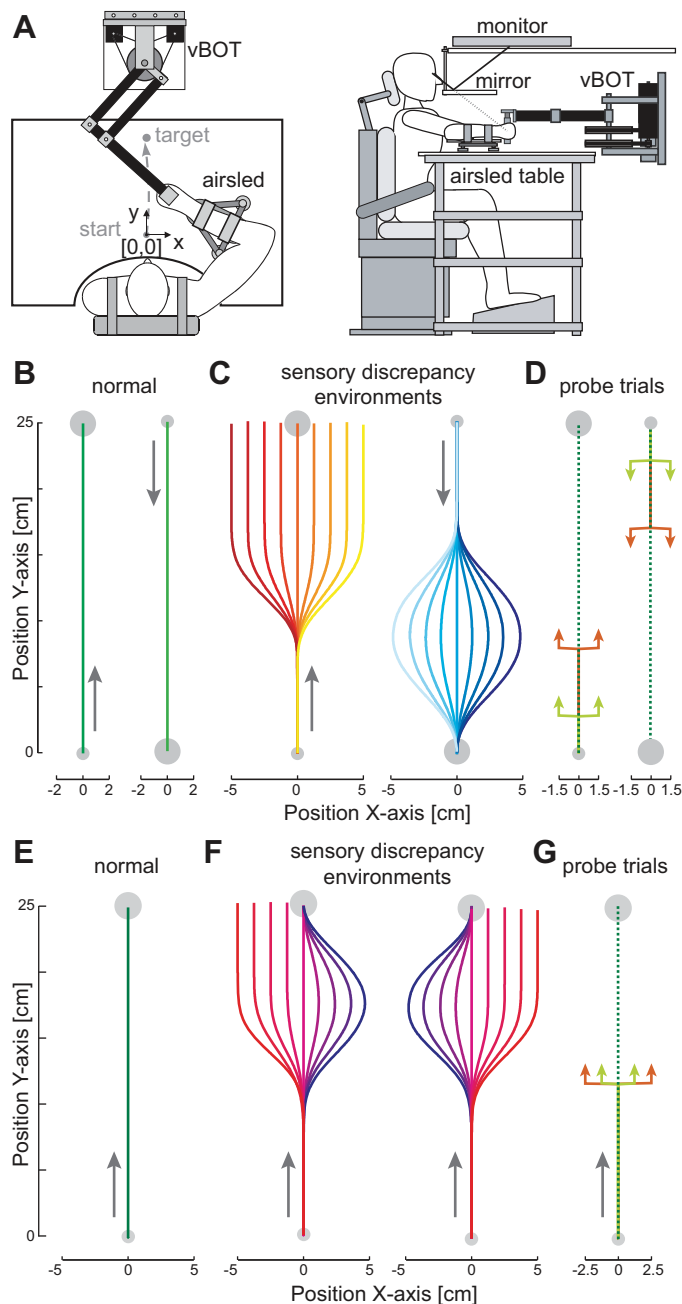 A
vBOT
target
airsled
start
y
x
[0,0]
monitor
mirror
vBOT
airsled table
B
normal
C
sensory discrepancy
environments
D
probe trials
25
Position Y-axis [cm]
0
-2 0 2
-2 0 2
-5 0 5
-5 0 5
-1.5 0 1.5
-1.5 0 1.5
Position X-axis [cm]
E
normal
F
sensory discrepancy
environments
G
probe trials
25
Position Y-axis [cm]
0
-5 0 5
-5 0 5
-5 0 5
-2.5 0 2.5
Position X-axis [cm]